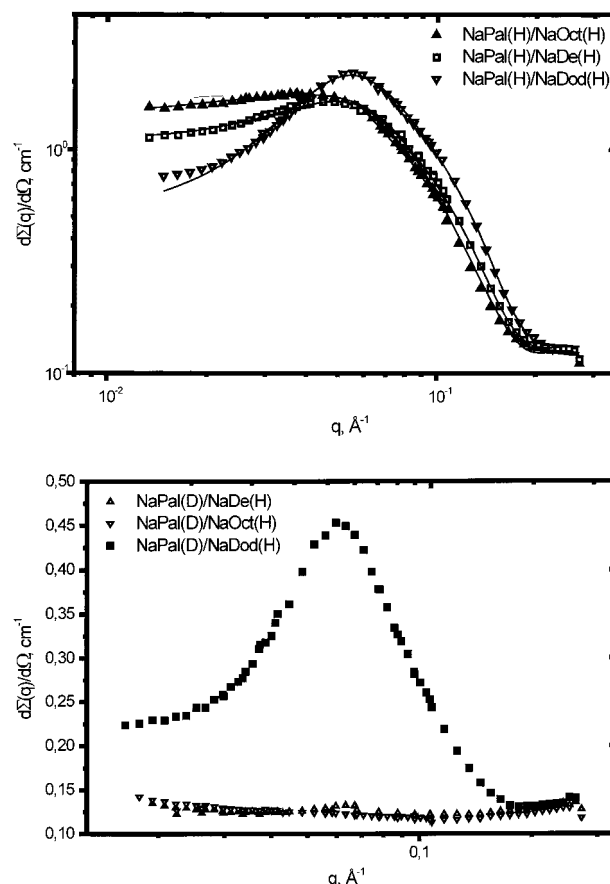 NaPal(H)/NaOct(H)
NaPal(H)/NaDe(H)
NaPal(H)/NaDod(H)
10⁰
10⁻¹
dΣ(q)/dΩ, cm⁻¹
10⁻²
10⁻¹
q, Å⁻¹
0,50
NaPal(D)/NaDe(H)
NaPal(D)/NaOct(H)
NaPal(D)/NaDod(H)
0,45
0,40
0,35
0,30
0,25
0,20
0,15
0,10
dΣ(q)/dΩ, cm⁻¹
0,1
q, Å⁻¹